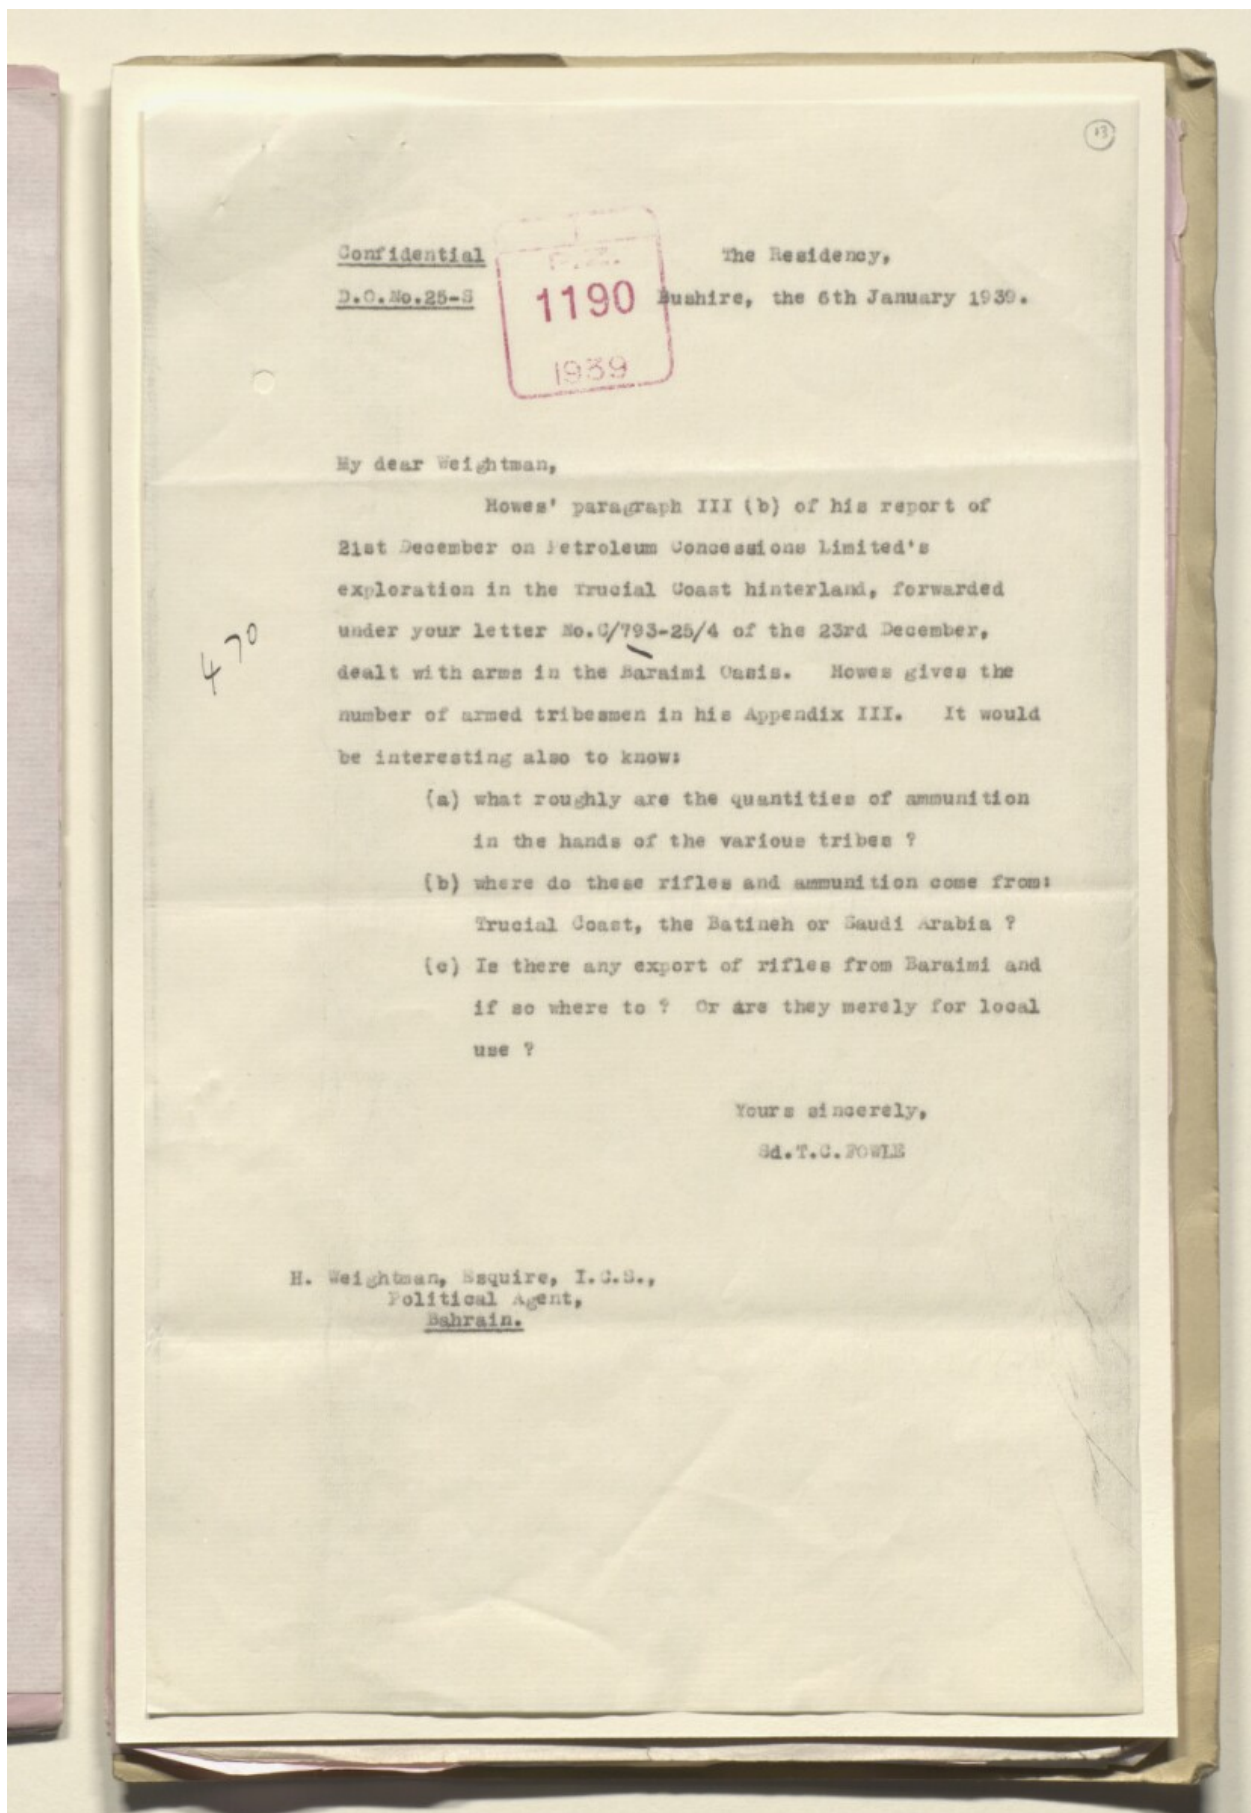 13
Confidential
The Residency,
D.O.No.25-S
Bushire, the 6th January 1939.
P.Z.
1190
1939
My dear Weightman,
Howes' paragraph III (b) of his report of
21st December on Petroleum Concessions Limited's
exploration in the Trucial Coast hinterland, forwarded
under your letter No.C/793-25/4 of the 23rd December,
470
dealt with arms in the Baraimi Oasis. Howes gives the
number of armed tribesmen in his Appendix III. It would
be interesting also to know:
(a) what roughly are the quantities of ammunition
in the hands of the various tribes ?
(b) where do these rifles and ammunition come from:
Trucial Coast, the Batineh or Saudi Arabia ?
(c) Is there any export of rifles from Baraimi and
if so where to ? Or are they merely for local
use ?
Yours sincerely,
Sd.T.C.FOWLE
H. Weightman, Esquire, I.C.S.,
Political Agent,
Bahrain.